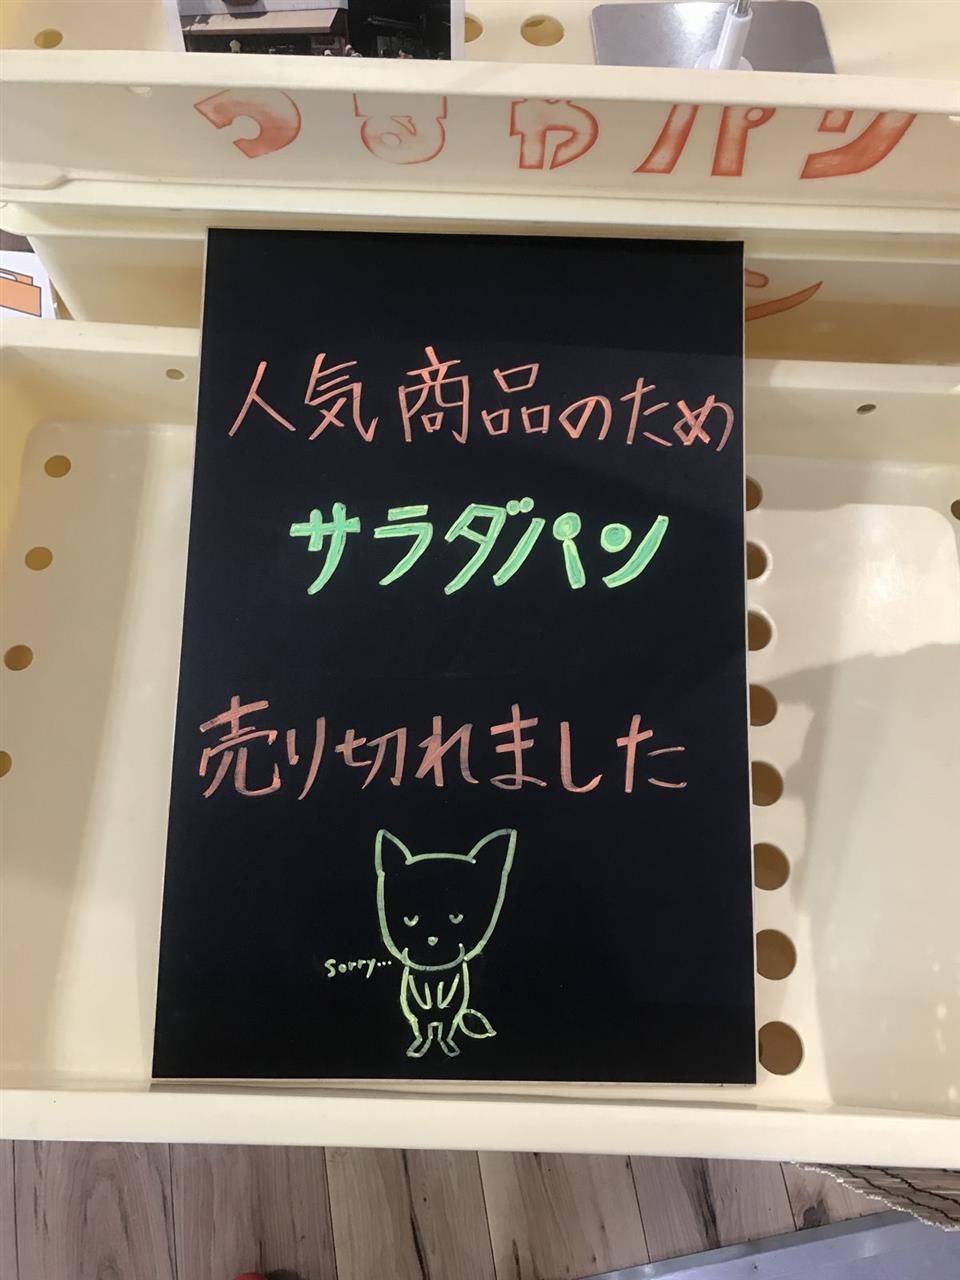 つるやパン
人気商品のため
サラダパン
売り切れました
sorry...